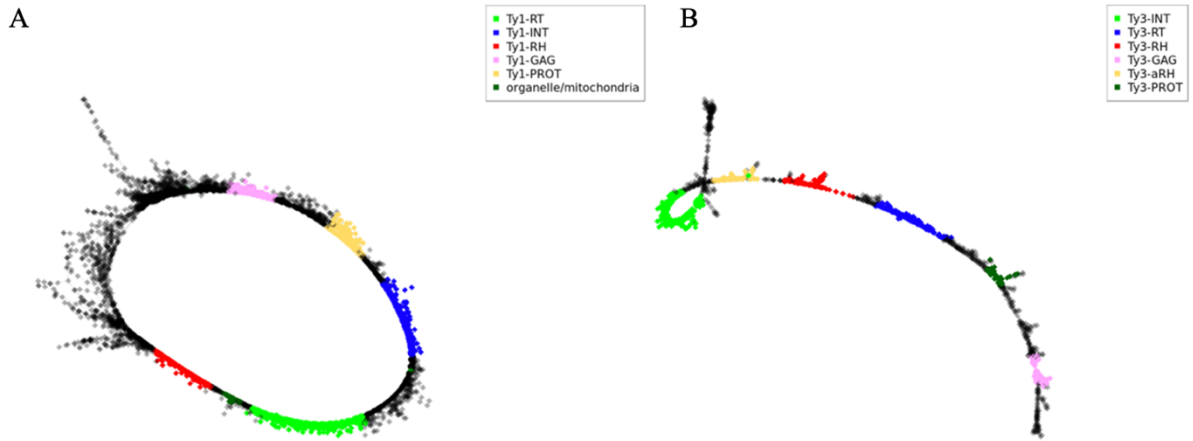 A
Ty1-RT
Ty1-INT
Ty1-RH
Ty1-GAG
Ty1-PROT
organelle/mitochondria
B
Ty3-INT
Ty3-RT
Ty3-RH
Ty3-GAG
Ty3-aRH
Ty3-PROT